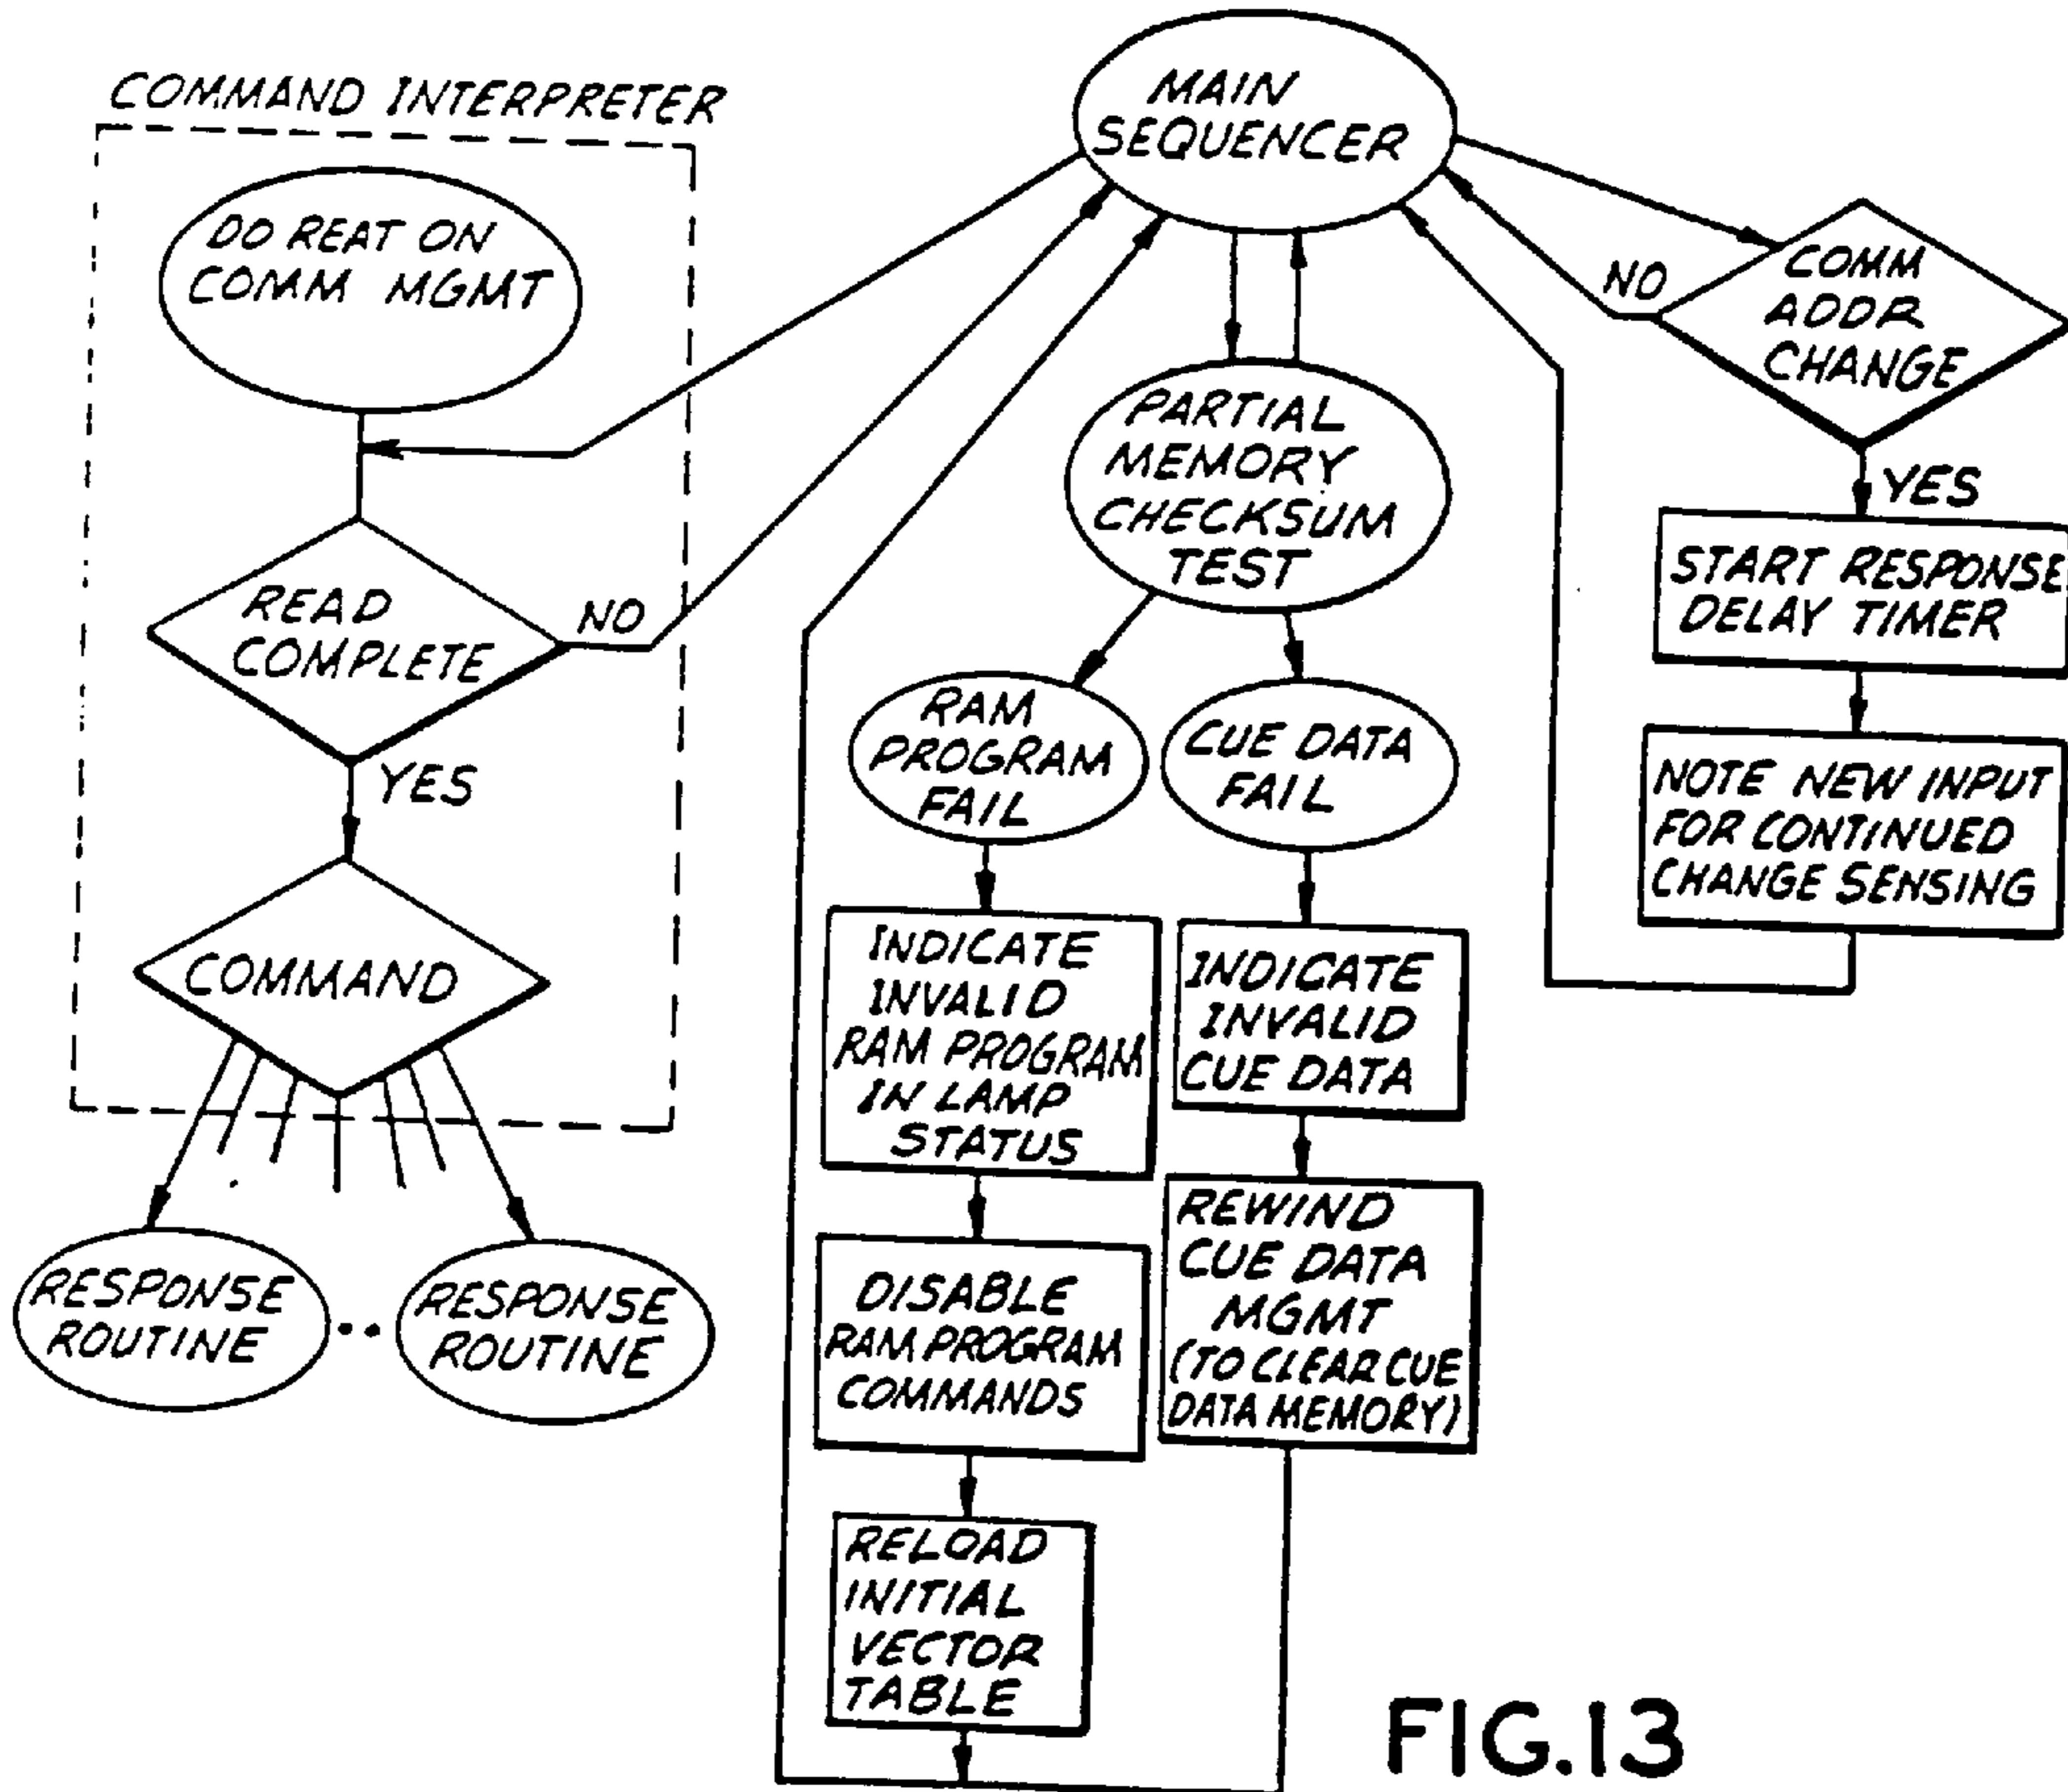 COMMAND INTERPRETER
DO REAT ON
COMM MGMT
READ
COMPLETE
NO
YES
COMMAND
RESPONSE
ROUTINE
..
RESPONSE
ROUTINE
MAIN
SEQUENCER
PARTIAL
MEMORY
CHECKSUM
TEST
RAM
PROGRAM
FAIL
INDICATE
INVALID
RAM PROGRAM
IN LAMP
STATUS
DISABLE
RAM PROGRAM
COMMANDS
RELOAD
INITIAL
VECTOR
TABLE
CUE DATA
FAIL
INDICATE
INVALID
CUE DATA
REWIND
CUE DATA
MGMT
(TO CLEAR CUE
DATA MEMORY)
COMM
ADDR
CHANGE
NO
YES
START RESPONSE
DELAY TIMER
NOTE NEW INPUT
FOR CONTINUED
CHANGE SENSING
FIG.13